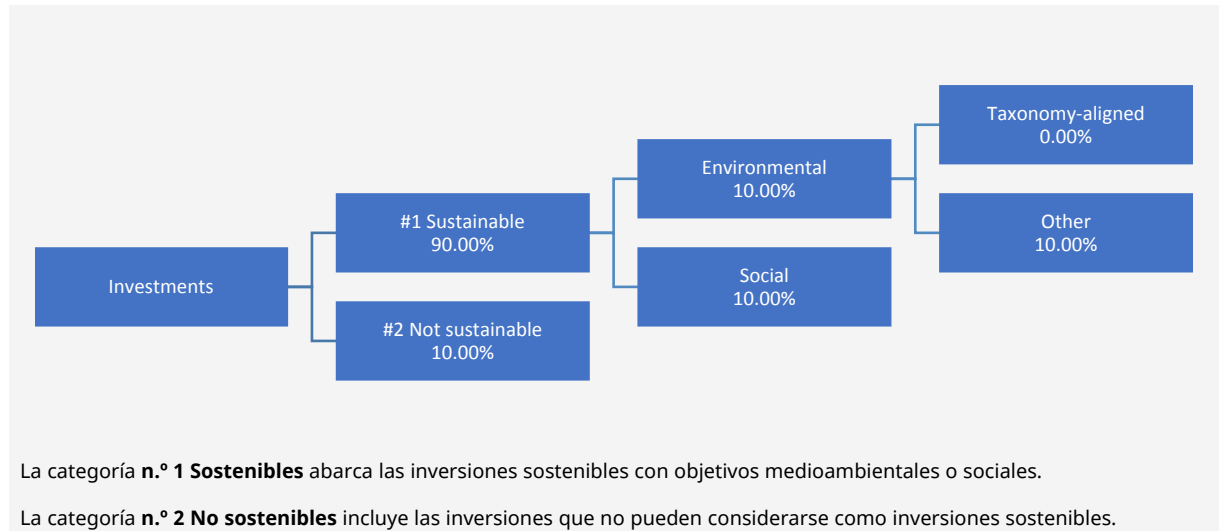 Taxonomy-aligned
0.00%
Environmental
10.00%
#1 Sustainable
90.00%
Other
10.00%
Investments
Social
10.00%
#2 Not sustainable
10.00%
La categoría n.º 1 Sostenibles abarca las inversiones sostenibles con objetivos medioambientales o sociales.
La categoría n.º 2 No sostenibles incluye las inversiones que no pueden considerarse como inversiones sostenibles.